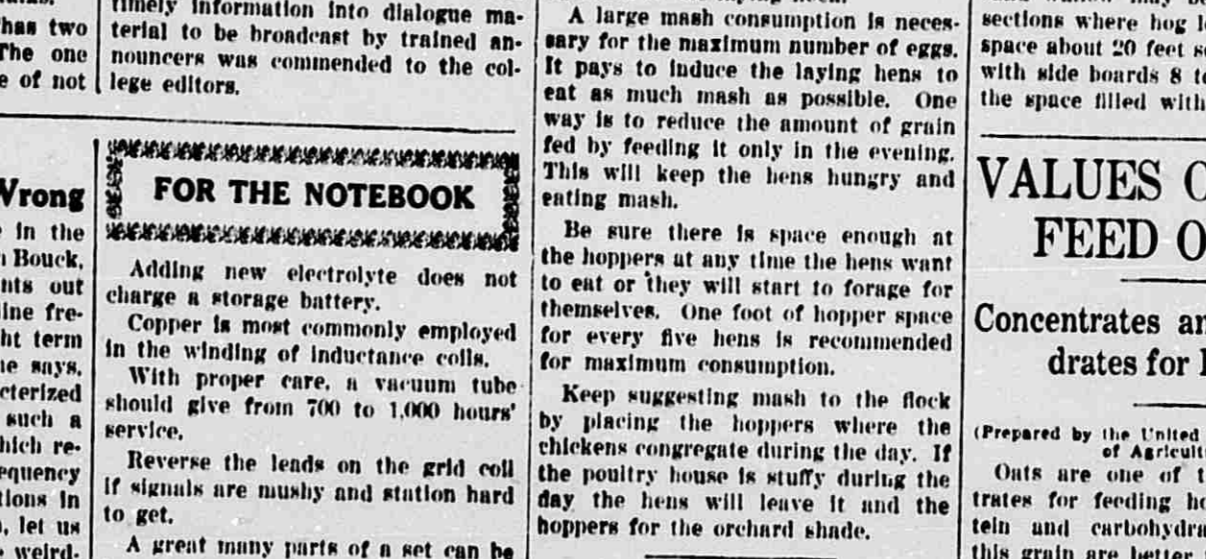 has two
The one
e of not
Wrong
in the
Bouck,
nts out
line fre-
ht term
says.
cterized
such a
hich re-
equency
tions in
let us
weird-
timely information into dialogue ma-
terial to be broadcast by trained an-
nouncers was commended to the col-
lege editors.
FOR THE NOTEBOOK
Adding new electrolyte does not
charge a storage battery.
Copper is most commonly employed
in the winding of inductance coils.
With proper care, a vacuum tube
should give from 700 to 1,000 hours'
service.
Reverse the leads on the grid coil
if signals are mushy and station hard
to get.
A great many parts of a set can be
A large mash consumption is neces-
sary for the maximum number of eggs.
It pays to induce the laying hens to
eat as much mash as possible. One
way is to reduce the amount of grain
fed by feeding it only in the evening.
This will keep the hens hungry and
eating mash.
Be sure there is space enough at
the hoppers at any time the hens want
to eat or they will start to forage for
themselves. One foot of hopper space
for every five hens is recommended
for maximum consumption.
Keep suggesting mash to the flock
by placing the hoppers where the
chickens congregate during the day. If
the poultry house is stuffy during the
day the hens will leave it and the
hoppers for the orchard shade.
sections where hog
space about 20 feet
with side boards 8
the space filled with
VALUES
FEED O
Concentrates
drates for
(Prepared by the United
of Agricult
Oats are one of
trates for feeding
tein and carbohydra
this grain are better